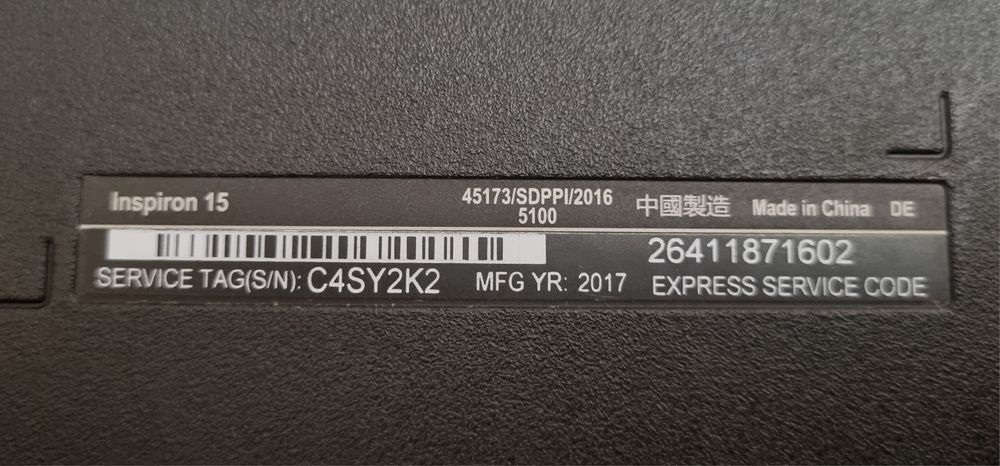 Inspiron 15
45173/SDPPI/2016
5100
中國製造 Made in China DE
26411871602
SERVICE TAG(S/N): C4SY2K2 MFG YR: 2017 EXPRESS SERVICE CODE